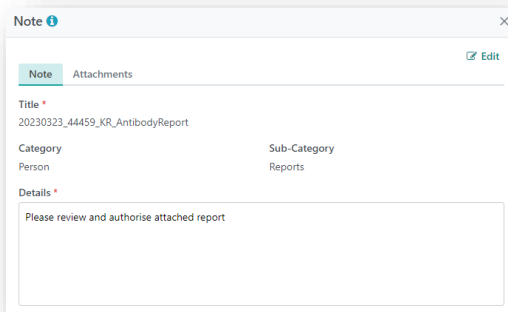 Note
Edit
Note Attachments
Title *
20230323_44459_KR_AntibodyReport
Category Sub-Category
Person Reports
Details *
Please review and authorise attached report